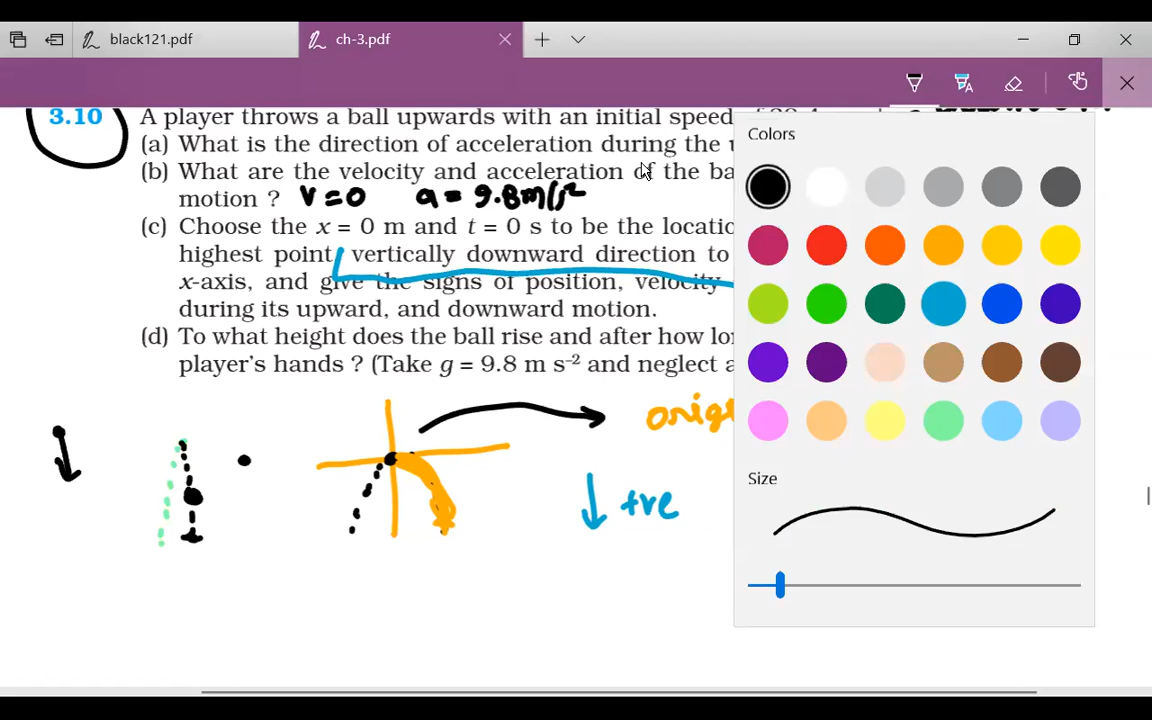 black121.pdf
ch-3.pdf
3.10 A player throws a ball upwards with an initial speed
(a) What is the direction of acceleration during the
(b) What are the velocity and acceleration of the
motion ? v=0 a = 9.8m/s²
(c) Choose the x = 0 m and t = 0 s to be the
highest point, vertically downward direction to
x-axis, and give the signs of position, velocity
during its upward, and downward motion.
(d) To what height does the ball rise and after how
player's hands ? (Take g = 9.8 m s⁻² and neglect
+ve
Colors
Size